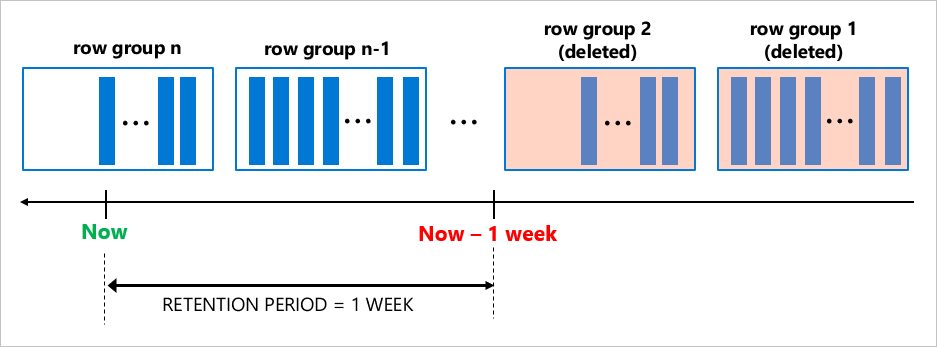 row group n
row group n-1
row group 2
(deleted)
row group 1
(deleted)
...
...
...
...
...
Now
Now – 1 week
RETENTION PERIOD = 1 WEEK